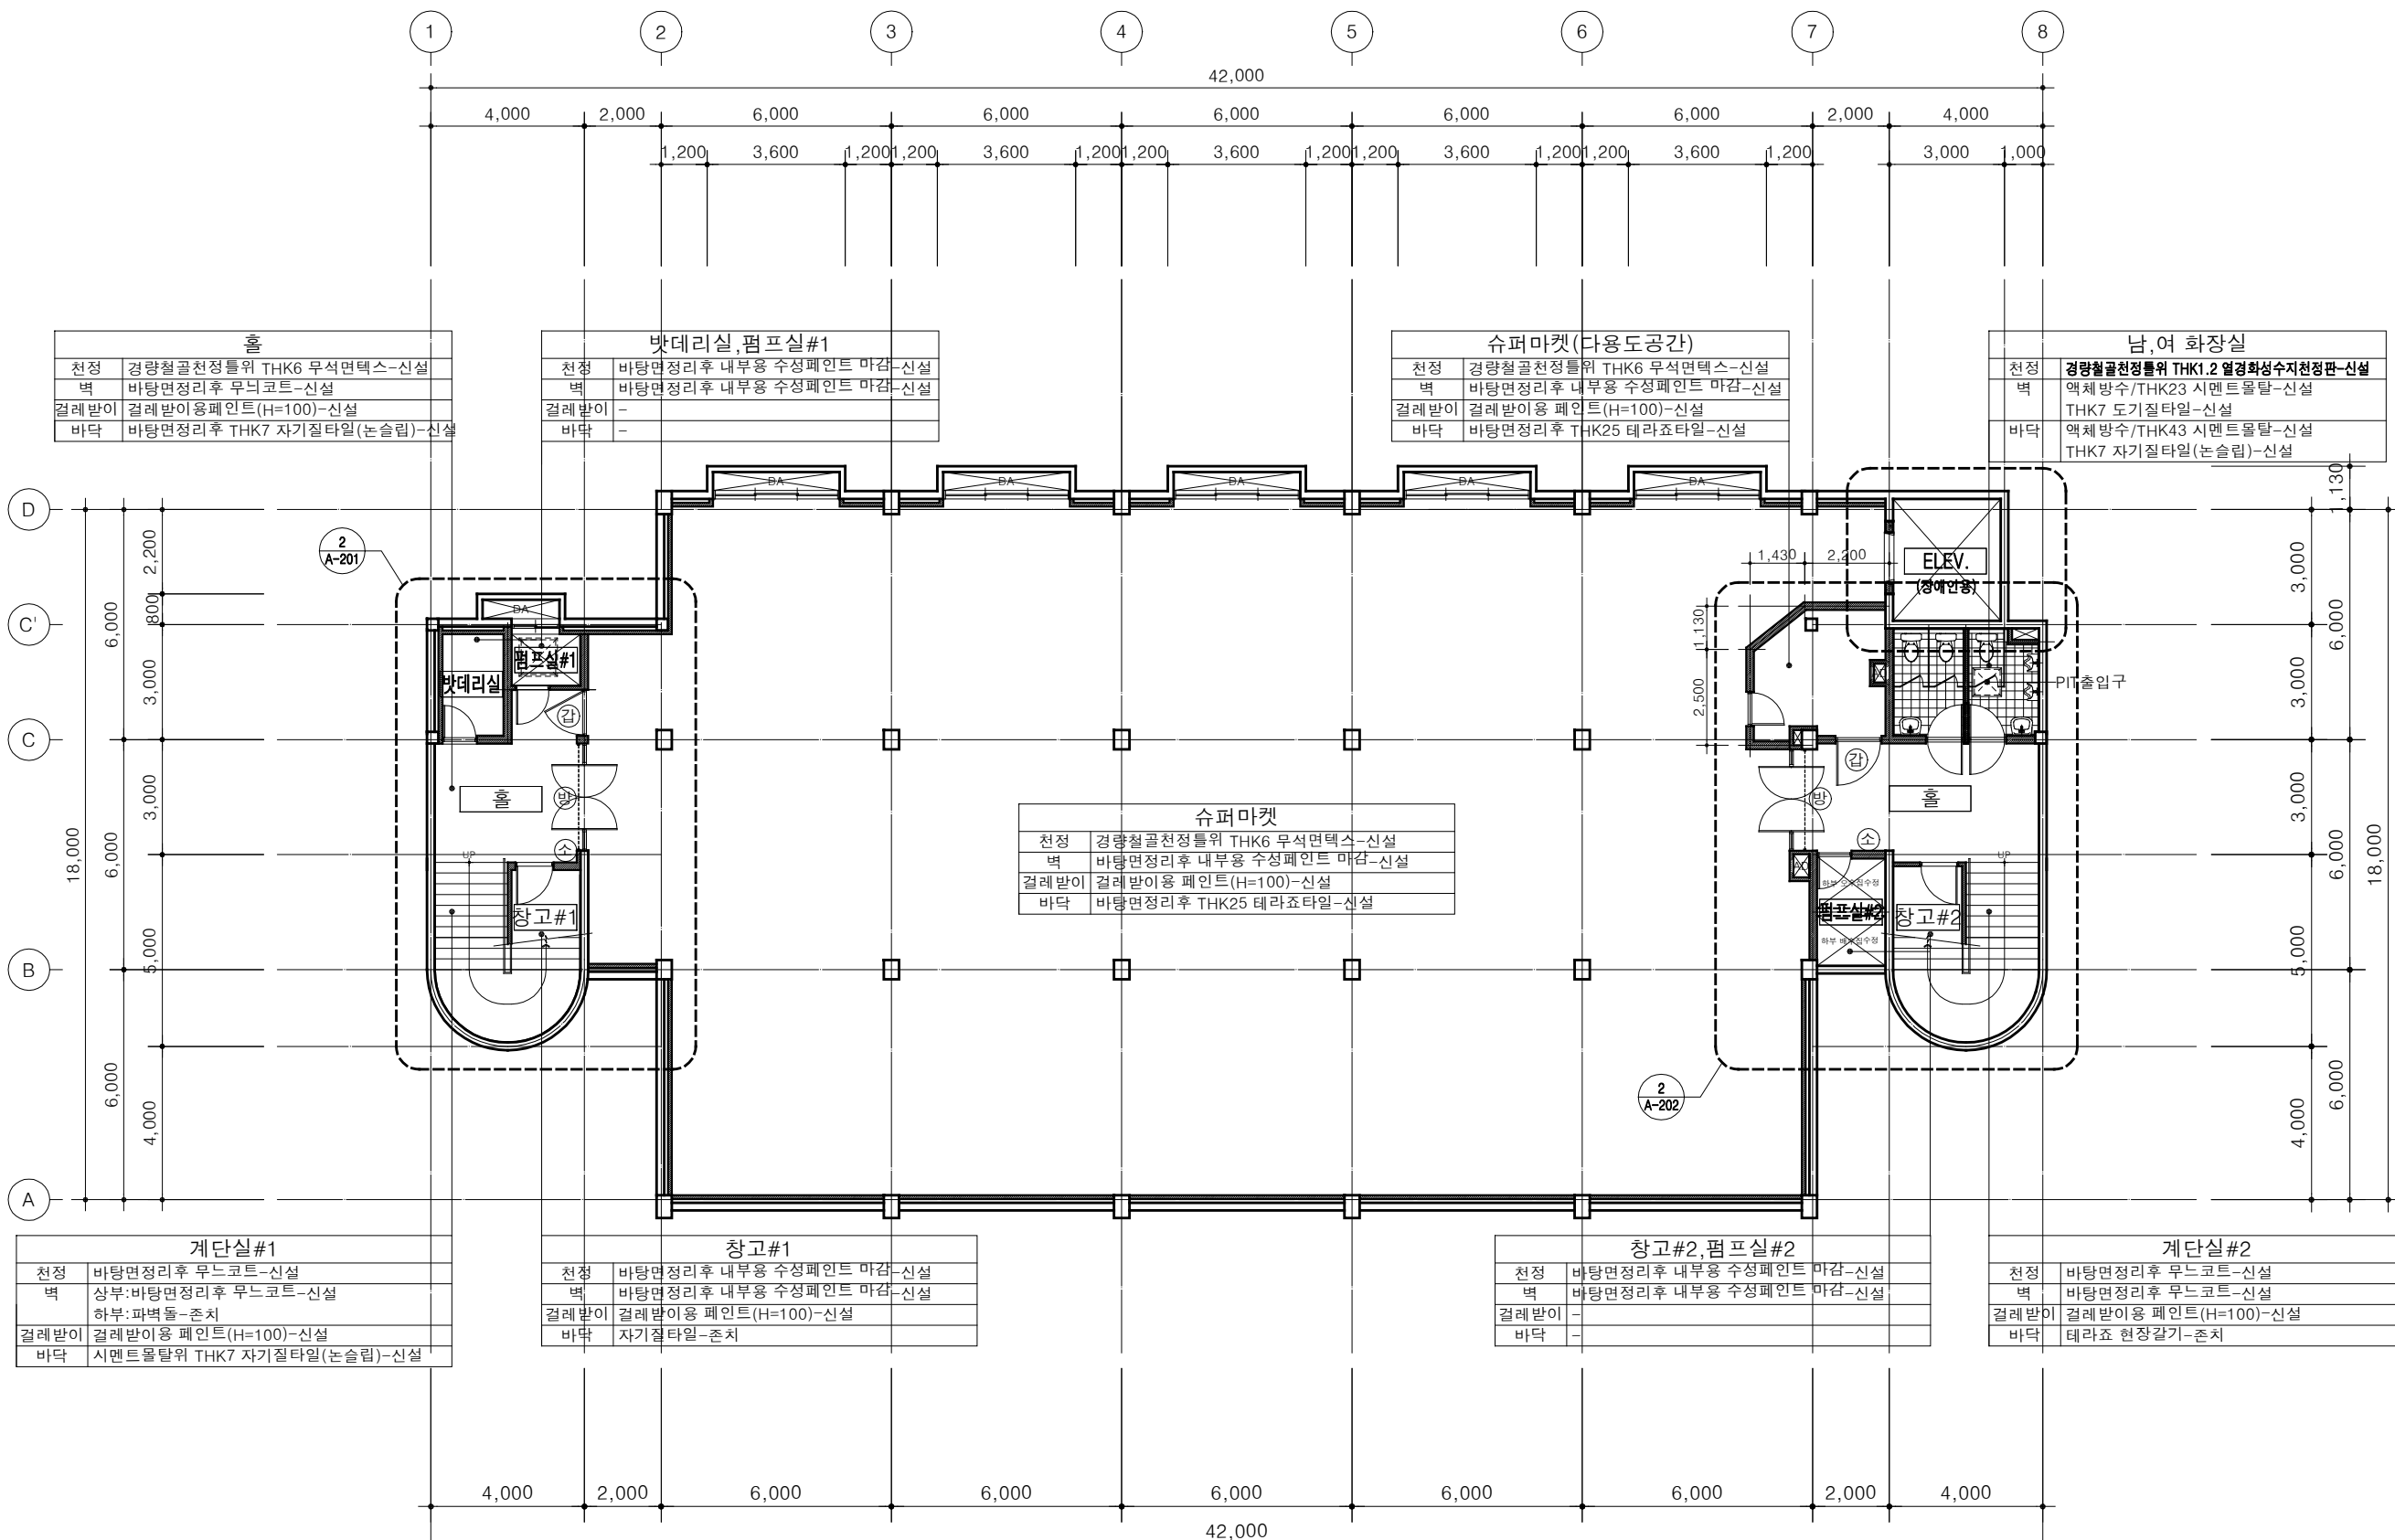 1 2 3 4 5 6 7 8
42,000
4,000 2,000 6,000 6,000 6,000 6,000 6,000 2,000 4,000
1,200 3,600 1,200 1,200 3,600 1,200 1,200 3,600 1,200 1,200 3,600 1,200 1,200 3,600 1,200 3,000 1,000
홀
천정 경량철골천정틀위 THK6 무석면텍스-신설
벽 바탕면정리후 무늬코트-신설
걸레받이 걸레받이용페인트(H=100)-신설
바닥 바탕면정리후 THK7 자기질타일(논슬립)-신설
밧데리실,펌프실#1
천정 바탕면정리후 내부용 수성페인트 마감-신설
벽 바탕면정리후 내부용 수성페인트 마감-신설
걸레받이 -
바닥 -
슈퍼마켓(다용도공간)
천정 경량철골천정틀위 THK6 무석면텍스-신설
벽 바탕면정리후 내부용 수성페인트 마감-신설
걸레받이 걸레받이용 페인트(H=100)-신설
바닥 바탕면정리후 THK25 테라죠타일-신설
남,여 화장실
천정 경량철골천정틀위 THK1.2 열경화성수지천정판-신설
벽 액체방수/THK23 시멘트몰탈-신설
THK7 도기질타일-신설
바닥 액체방수/THK43 시멘트몰탈-신설
THK7 자기질타일(논슬립)-신설
DA DA DA DA DA
1,130
D
2
A-201
2,200
1,430 2,200
ELEV.
(장애인용)
3,000
800
DA
C'
6,000
6,000
1,130
펌프실#1
밧데리실
3,000
2,500
PIT출입구
3,000
갑
C
갑
홀
방
방
홀
3,000
3,000
슈퍼마켓
천정 경량철골천정틀위 THK6 무석면텍스-신설
벽 바탕면정리후 내부용 수성페인트 마감-신설
걸레받이 걸레받이용 페인트(H=100)-신설
바닥 바탕면정리후 THK25 테라죠타일-신설
소
소
UP
UP
18,000
6,000
6,000
18,000
하부 오수집수정
창고#1
펌프실#2
창고#2
하부 배수집수정
5,000
5,000
B
2
A-202
6,000
4,000
4,000
6,000
A
계단실#1
천정 바탕면정리후 무느코트-신설
벽 상부:바탕면정리후 무느코트-신설
하부:파벽돌-존치
걸레받이 걸레받이용 페인트(H=100)-신설
바닥 시멘트몰탈위 THK7 자기질타일(논슬립)-신설
창고#1
천정 바탕면정리후 내부용 수성페인트 마감-신설
벽 바탕면정리후 내부용 수성페인트 마감-신설
걸레받이 걸레받이용 페인트(H=100)-신설
바닥 자기질타일-존치
창고#2,펌프실#2
천정 바탕면정리후 내부용 수성페인트 마감-신설
벽 바탕면정리후 내부용 수성페인트 마감-신설
걸레받이 -
바닥 -
계단실#2
천정 바탕면정리후 무느코트-신설
벽 바탕면정리후 무느코트-신설
걸레받이 걸레받이용 페인트(H=100)-신설
바닥 테라죠 현장갈기-존치
4,000 2,000 6,000 6,000 6,000 6,000 6,000 2,000 4,000
42,000